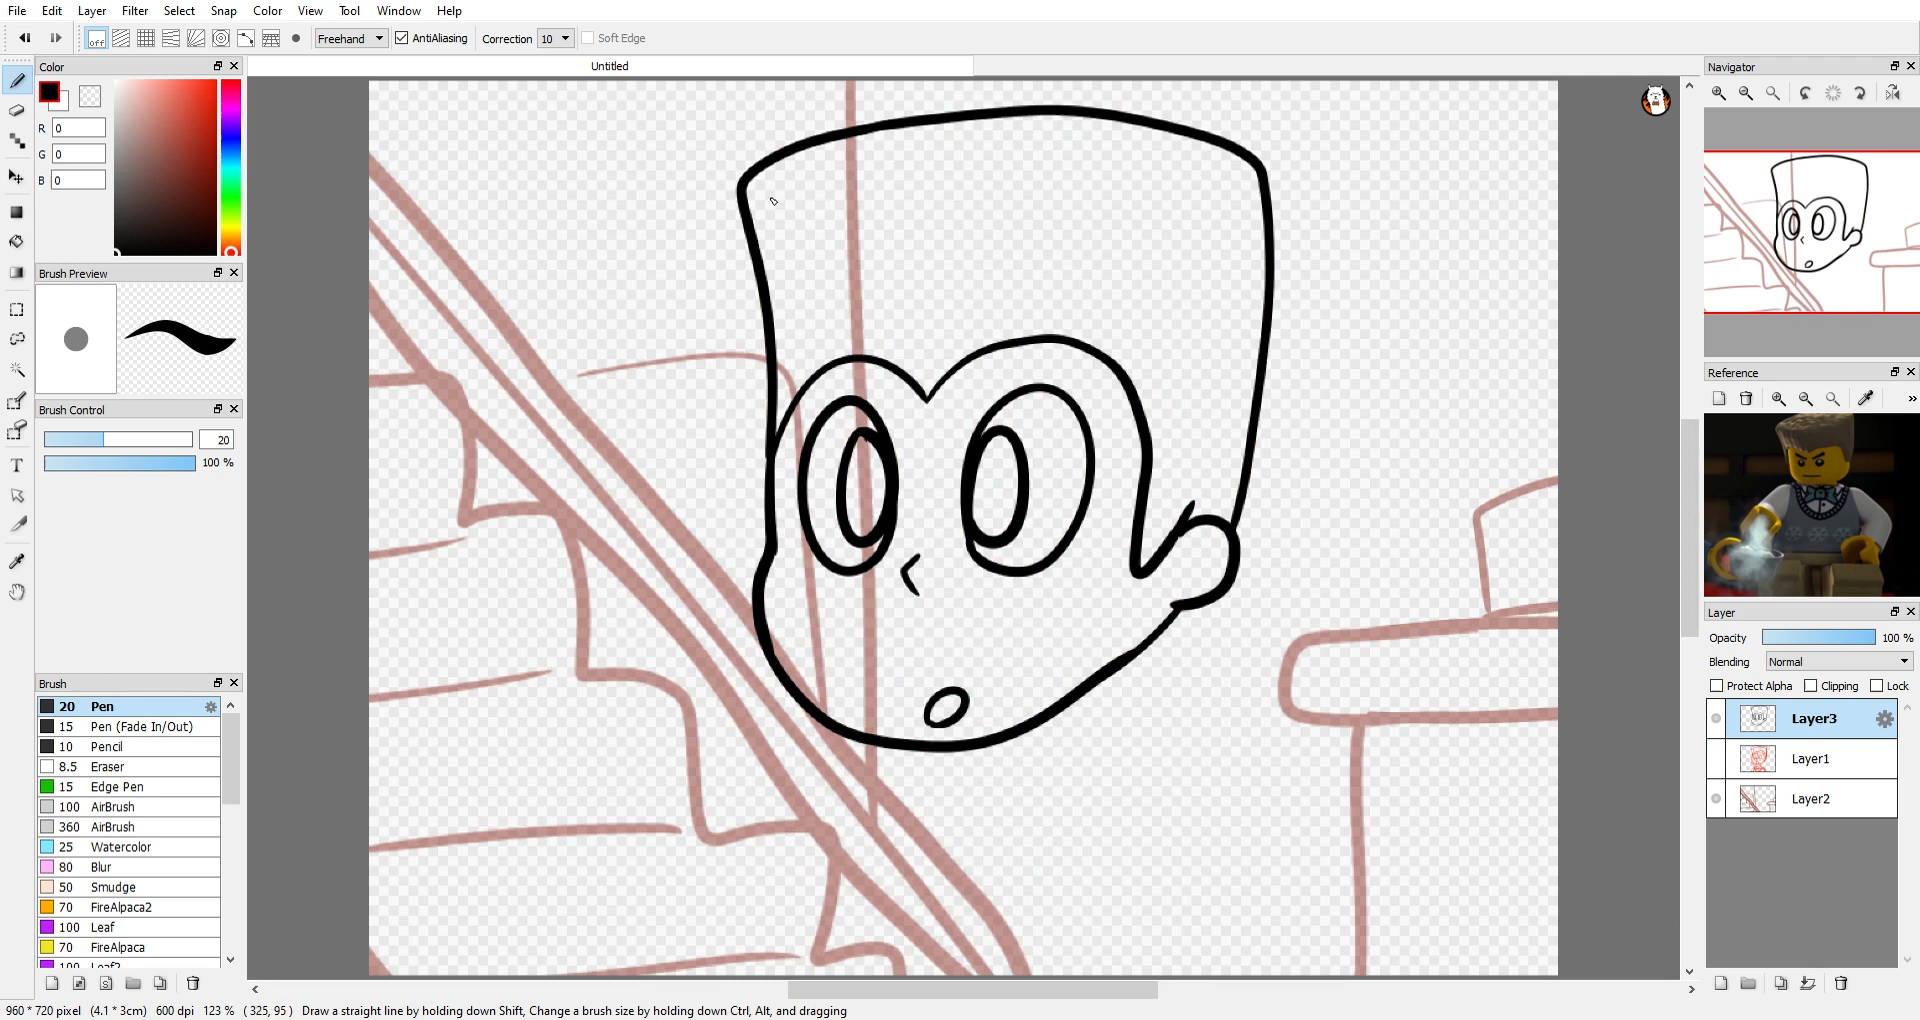 File Edit Layer Filter Select Snap Color View Tool Window Help
off Freehand AntiAliasing Correction 10 Soft Edge
Color
R 0
G 0
B 0
Brush Preview
Brush Control
20
100 %
Brush
20 Pen
15 Pen (Fade In/Out)
10 Pencil
8.5 Eraser
15 Edge Pen
100 AirBrush
360 AirBrush
25 Watercolor
80 Blur
50 Smudge
70 FireAlpaca2
100 Leaf
70 FireAlpaca
100 Leaf2
Untitled
Navigator
Reference
»
Layer
Opacity 100 %
Blending Normal
Protect Alpha Clipping Lock
Layer3
Layer1
Layer2
960 * 720 pixel (4.1 * 3cm) 600 dpi 123 % ( 325, 95 ) Draw a straight line by holding down Shift, Change a brush size by holding down Ctrl, Alt, and dragging